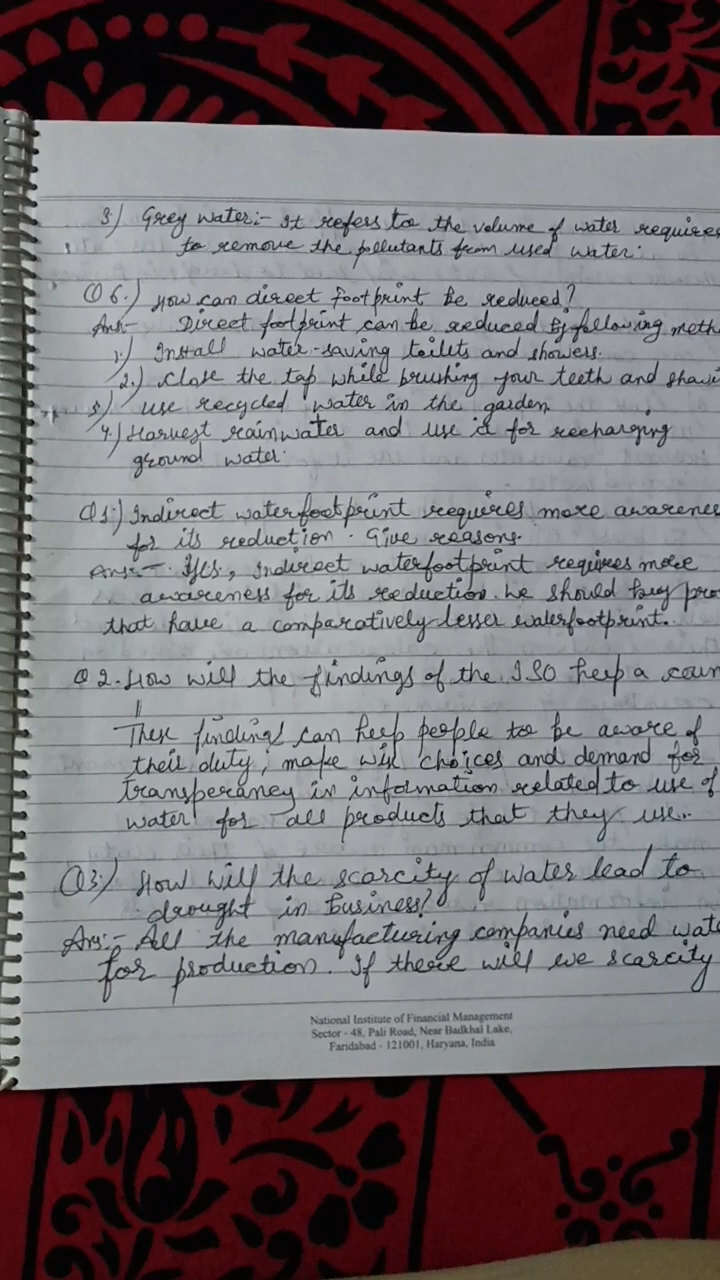 3.) Grey water:- It refers to the volume of water requires
to remove the pollutants from used water.
Q 6.) How can direct footprint be reduced?
Ans- Direct footprint can be reduced by following meth
1.) Install water-saving toilets and showers.
2.) Close the tap while brushing your teeth and shavi
3.) Use recycled water in the garden.
4.) Harvest rainwater and use it for recharging
ground water.
Q1.) Indirect waterfootprint requires more awarenes
for its reduction. Give reasons.
Ans:- Yes, Indirect waterfootprint requires more
awareness for its reduction. We should buy pro
that have a comparatively lesser waterfootprint.
Q 2. How will the findings of the ISO help a coun
These findings can help people to be aware of
their duty, make wise choices and demand for
transperancy in information related to use of
water for all products that they use.
Q3:) How will the scarcity of water lead to
drought in business?
Ans:- All the manufacturing companies need wate
for production. If there will be scarcity
National Institute of Financial Management
Sector - 48, Pali Road, Near Badkhal Lake,
Faridabad - 121001, Haryana, India